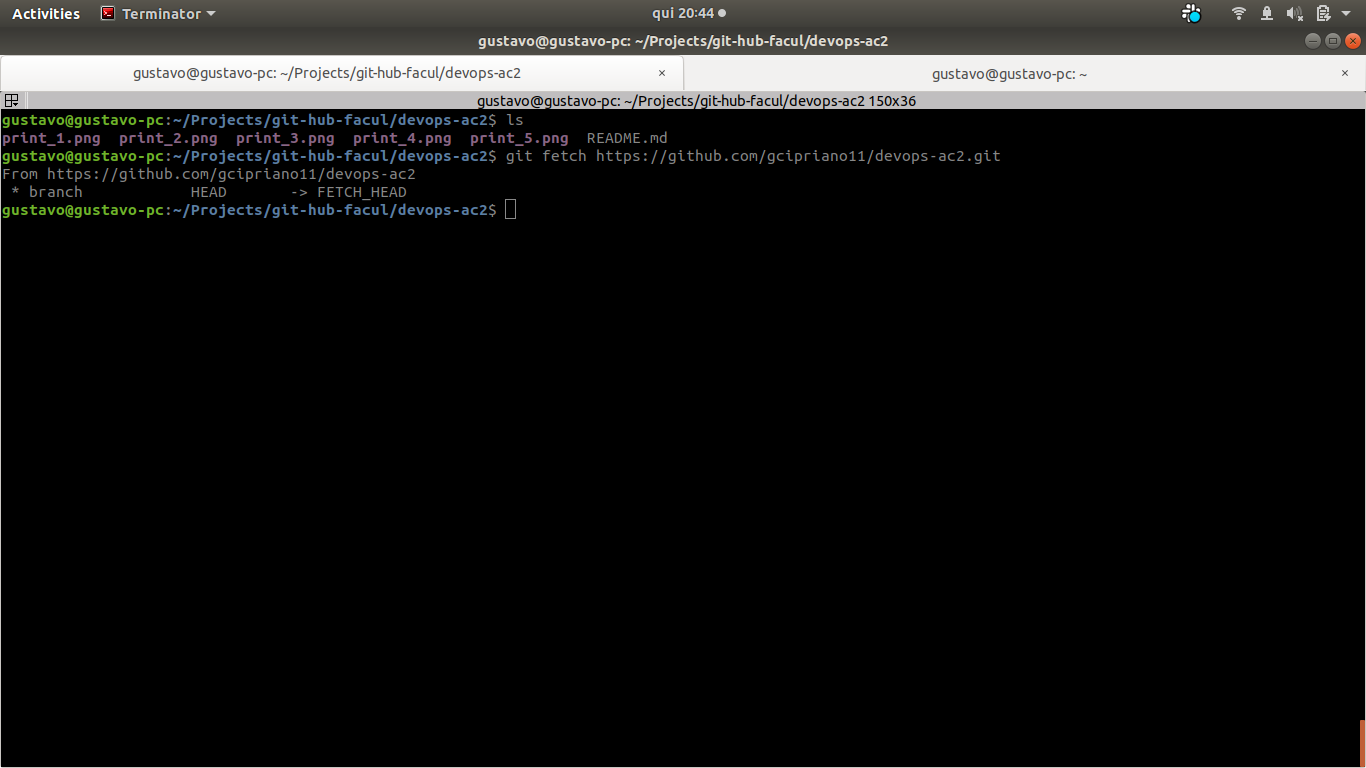 Activities Terminator qui 20:44
gustavo@gustavo-pc: ~/Projects/git-hub-facul/devops-ac2
gustavo@gustavo-pc: ~/Projects/git-hub-facul/devops-ac2 × gustavo@gustavo-pc: ~ ×
gustavo@gustavo-pc: ~/Projects/git-hub-facul/devops-ac2 150x36
gustavo@gustavo-pc:~/Projects/git-hub-facul/devops-ac2$ ls
print_1.png  print_2.png  print_3.png  print_4.png  print_5.png  README.md
gustavo@gustavo-pc:~/Projects/git-hub-facul/devops-ac2$ git fetch https://github.com/gcipriano11/devops-ac2.git
From https://github.com/gcipriano11/devops-ac2
 * branch            HEAD       -> FETCH_HEAD
gustavo@gustavo-pc:~/Projects/git-hub-facul/devops-ac2$